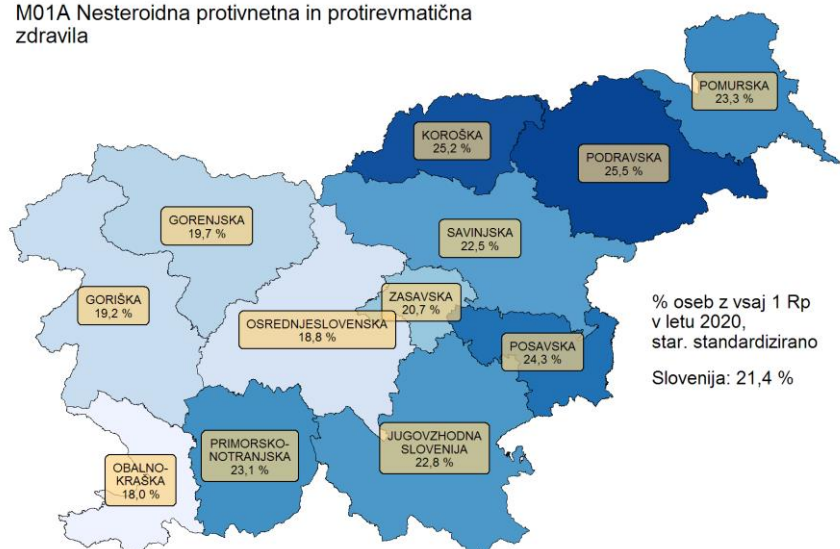 M01A Nesteroidna protivnetna in protirevmatična
zdravila
POMURSKA
23,3 %
KOROŠKA
25,2 %
PODRAVSKA
25,5 %
GORENJSKA
19,7 %
SAVINJSKA
22,5 %
GORIŠKA
19,2 %
ZASAVSKA
20,7 %
OSREDNJESLOVENSKA
18,8 %
POSAVSKA
24,3 %
% oseb z vsaj 1 Rp
v letu 2020,
star. standardizirano
Slovenija: 21,4 %
PRIMORSKO-
NOTRANJSKA
23,1 %
JUGOVZHODNA
SLOVENIJA
22,8 %
OBALNO-
KRAŠKA
18,0 %